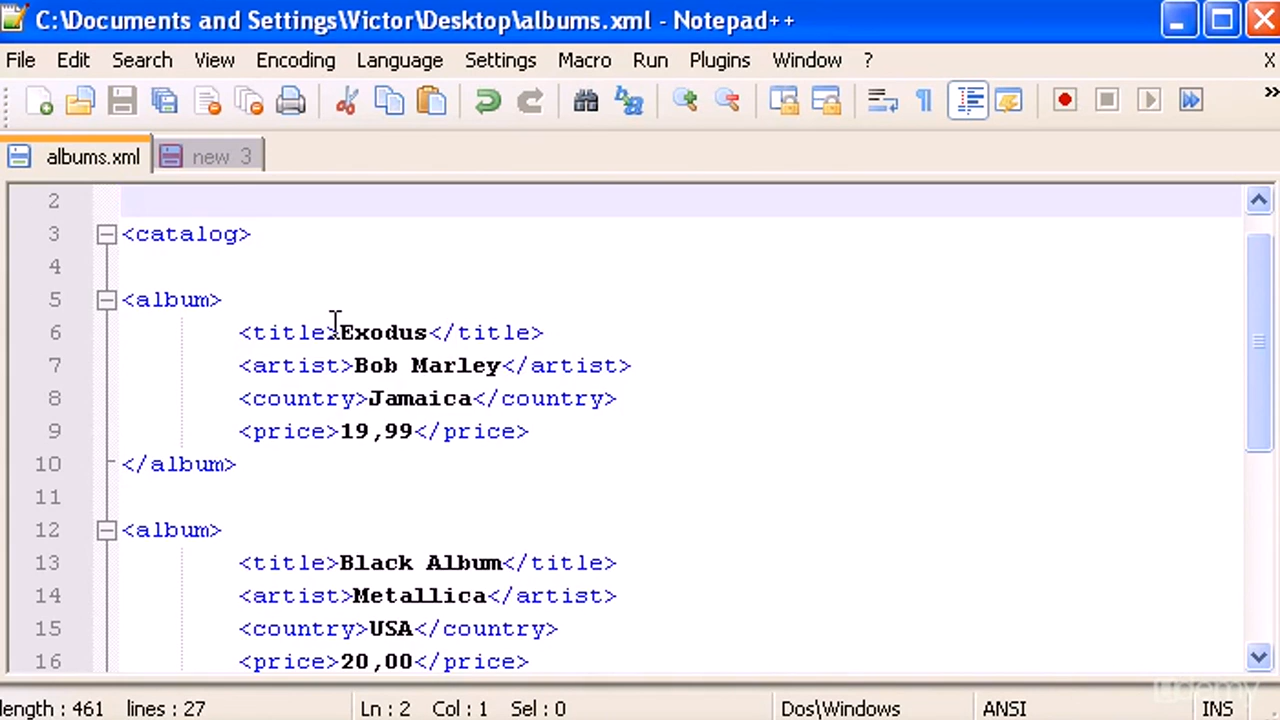 C:\Documents and Settings\Victor\Desktop\albums.xml - Notepad++
File Edit Search View Encoding Language Settings Macro Run Plugins Window ? X
albums.xml new 3
2
3 <catalog>
4
5 <album>
6 <title>Exodus</title>
7 <artist>Bob Marley</artist>
8 <country>Jamaica</country>
9 <price>19,99</price>
10 </album>
11
12 <album>
13 <title>Black Album</title>
14 <artist>Metallica</artist>
15 <country>USA</country>
16 <price>20,00</price>
udemy
length : 461 lines : 27 Ln : 2 Col : 1 Sel : 0 Dos\Windows ANSI INS